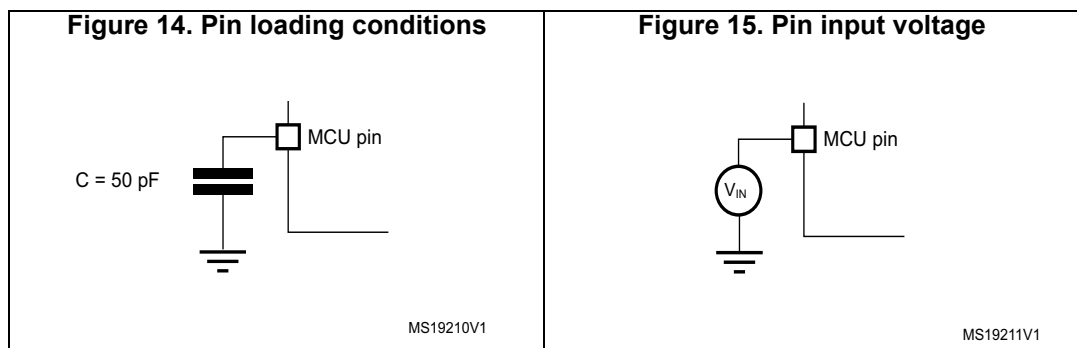 Figure 14. Pin loading conditions
MCU pin
C = 50 pF
MS19210V1
Figure 15. Pin input voltage
MCU pin
VIN
MS19211V1